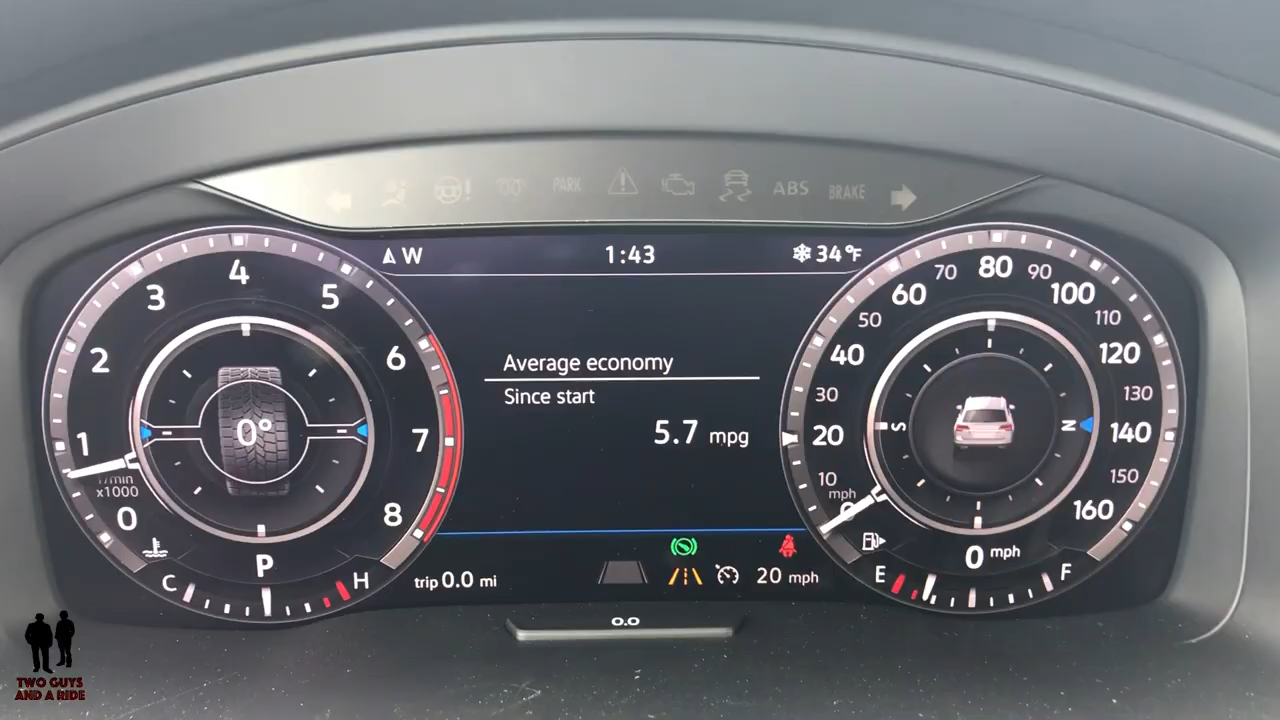 PARK
ABS
BRAKE
W
1:43
34°F
0
1
2
3
4
5
6
7
8
1/min
x1000
0°
P
C
H
Average economy
Since start
5.7 mpg
trip 0.0 mi
20 mph
0
10
20
30
40
50
60
70
80
90
100
110
120
130
140
150
160
mph
S
N
0 mph
E
F
0.0
TWO GUYS
AND A RIDE